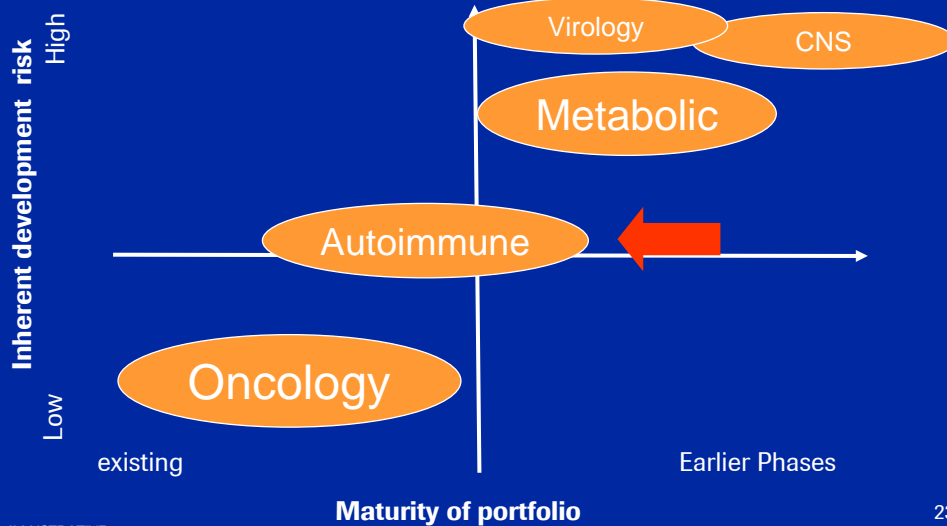 High
Virology
CNS
Metabolic
Inherent development risk
Autoimmune
Oncology
Low
existing
Earlier Phases
Maturity of portfolio